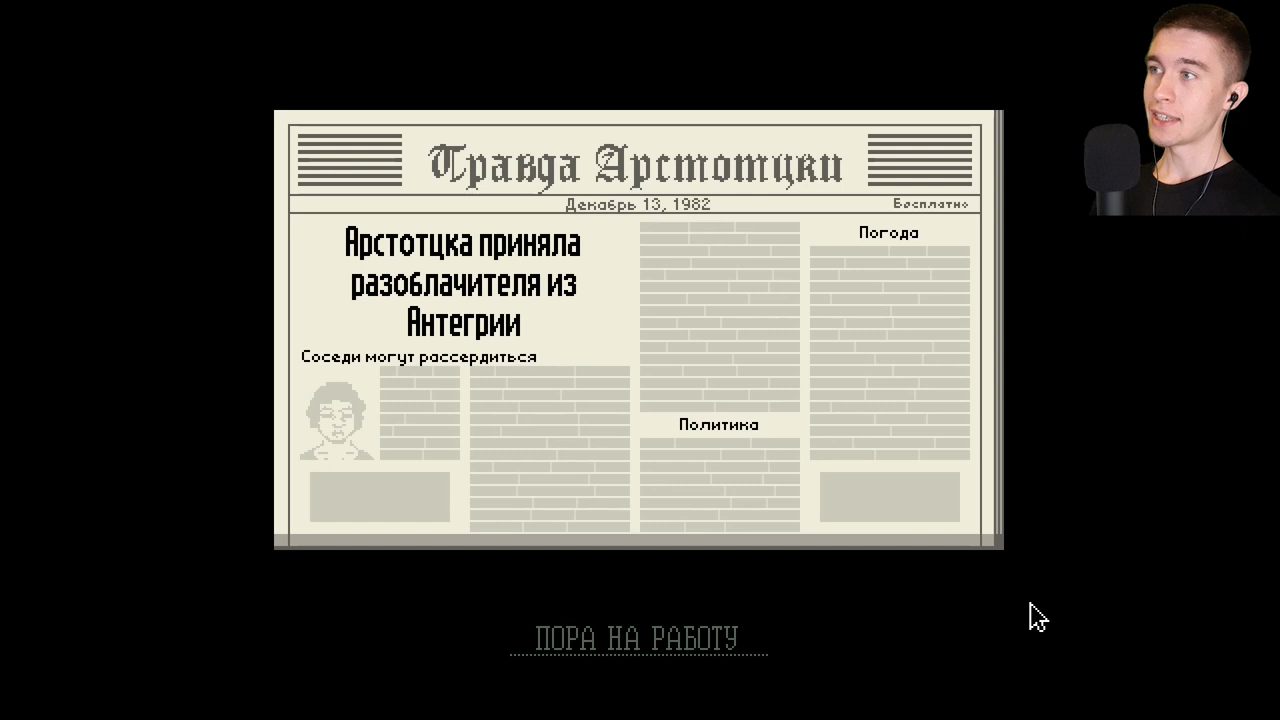 Правда Арстотцки
Декабрь 13, 1982
Бесплатно
Арстотцка приняла
разоблачителя из
Антегрии
Соседи могут рассердиться
Политика
Погода
ПОРА НА РАБОТУ